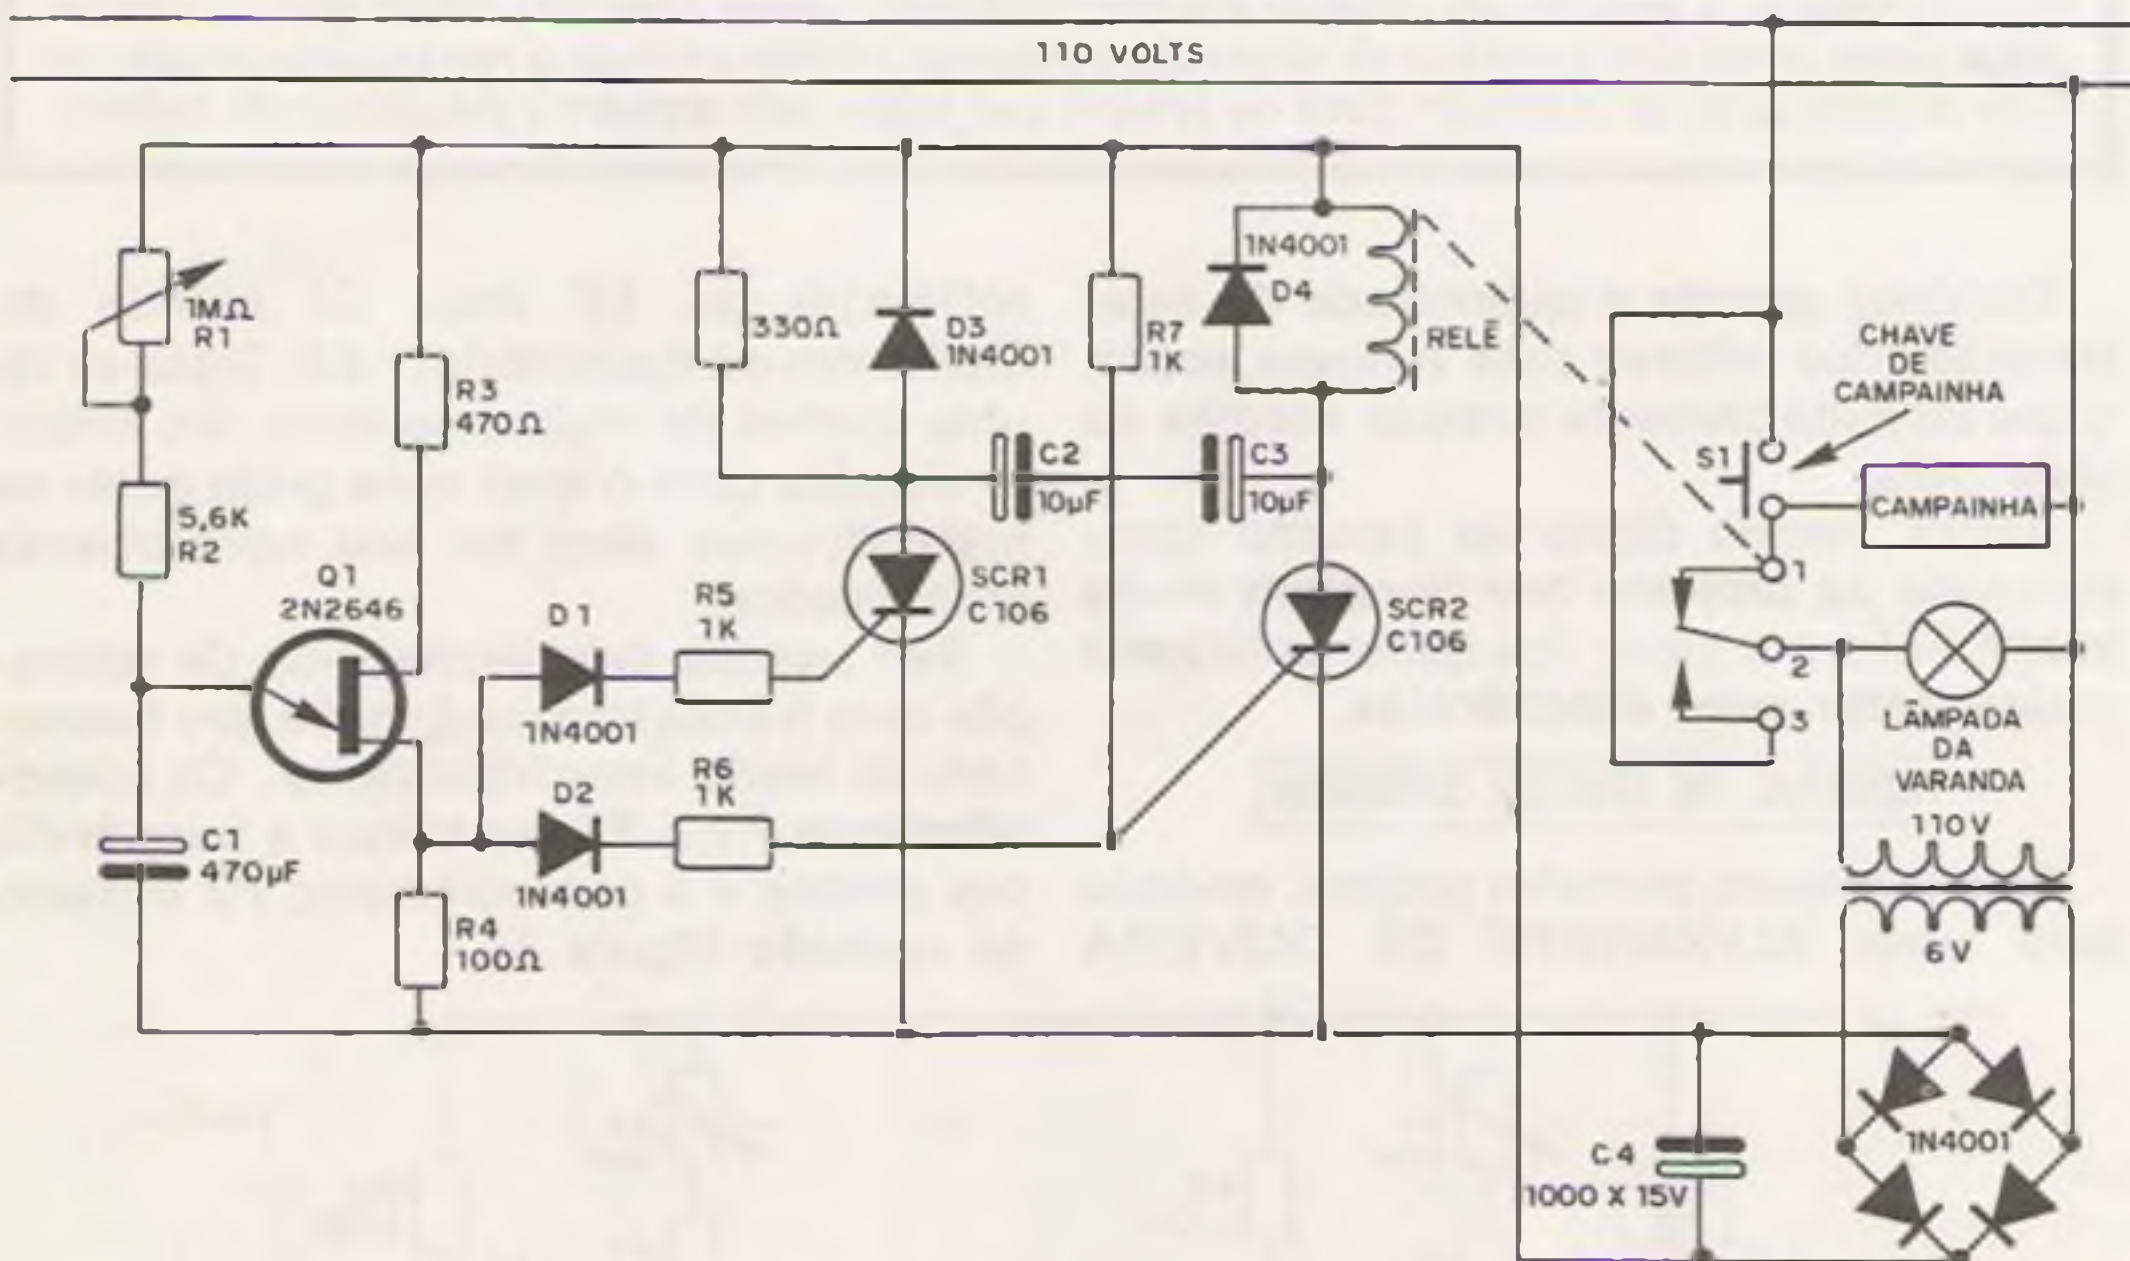 110 VOLTS
1MΩ
R1
5,6K
R2
C1
470µF
Q1
2N2646
R3
470Ω
R4
100Ω
D1
1N4001
D2
1N4001
R5
1K
R6
1K
330Ω
D3
1N4001
SCR1
C106
C2
10µF
R7
1K
C3
10µF
1N4001
D4
RELÉ
SCR2
C106
CHAVE
DE
CAMPAINHA
S1
CAMPAINHA
1
2
3
LÂMPADA
DA
VARANDA
110V
6V
1N4001
C4
1000 X 15V